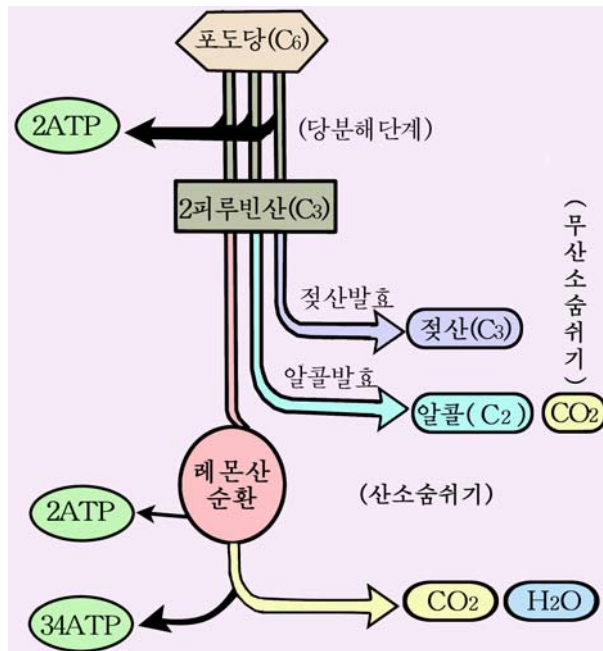 포도당(C₆)
2ATP
(당분해단계)
2피루빈산(C₃)
(무산소숨쉬기)
젖산발효
젖산(C₃)
알콜발효
알콜(C₂)
CO₂
레몬산
순환
(산소숨쉬기)
2ATP
CO₂
H₂O
34ATP